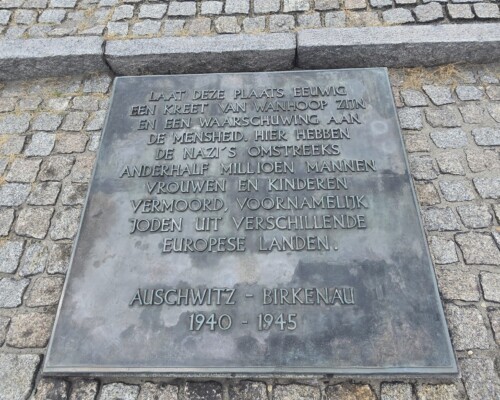 LAAT DEZE PLAATS EEUWIG
EEN KREET VAN WANHOOP ZIJN
EN EEN WAARSCHUWING AAN
DE MENSHEID. HIER HEBBEN
DE NAZI'S OMSTREEKS
ANDERHALF MILLIOEN MANNEN
VROUWEN EN KINDEREN
VERMOORD, VOORNAMELIJK
JODEN UIT VERSCHILLENDE
EUROPESE LANDEN.
AUSCHWITZ - BIRKENAU
1940 - 1945